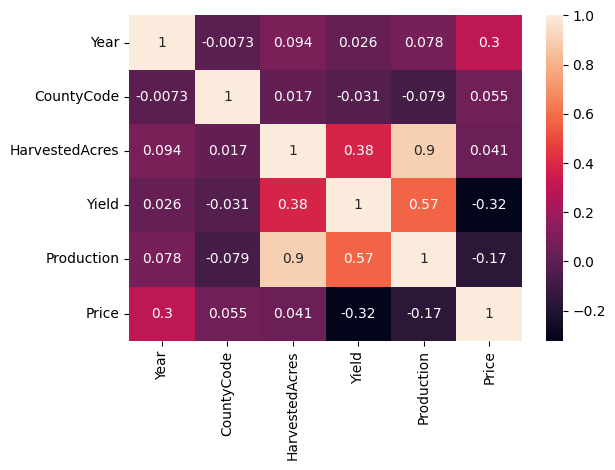 Year 1 -0.0073 0.094 0.026 0.078 0.3
CountyCode -0.0073 1 0.017 -0.031 -0.079 0.055
HarvestedAcres 0.094 0.017 1 0.38 0.9 0.041
Yield 0.026 -0.031 0.38 1 0.57 -0.32
Production 0.078 -0.079 0.9 0.57 1 -0.17
Price 0.3 0.055 0.041 -0.32 -0.17 1
Year CountyCode HarvestedAcres Yield Production Price
1.0
0.8
0.6
0.4
0.2
0.0
−0.2